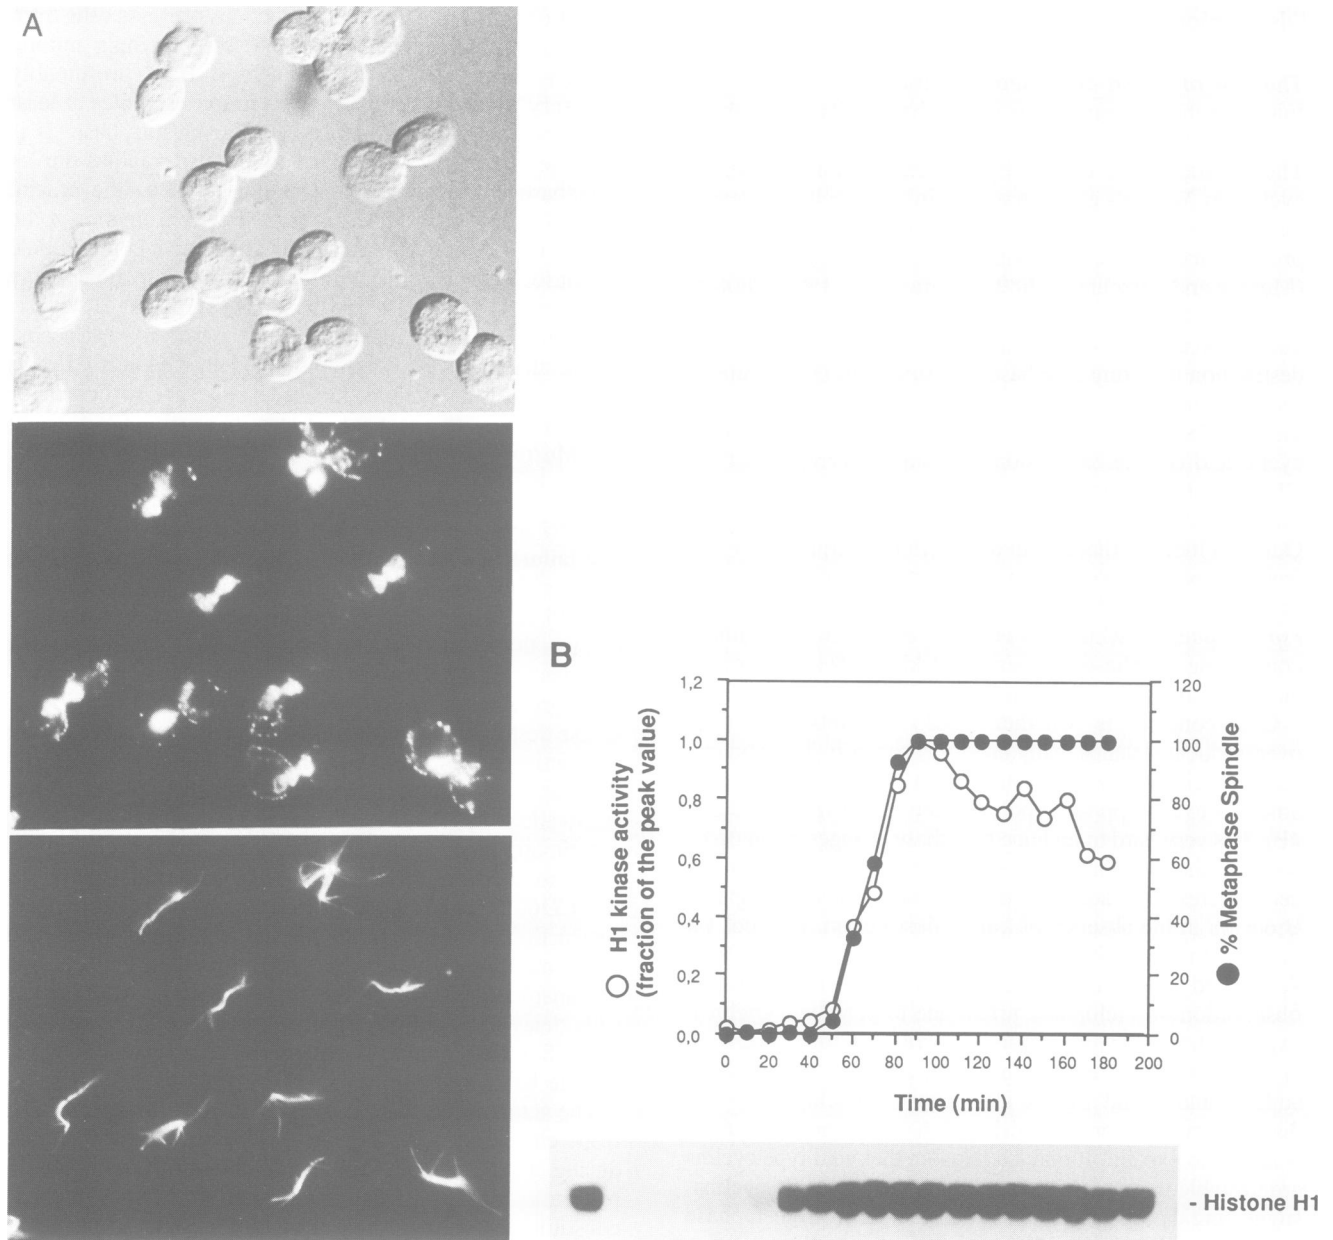 A
B
1,2
1,0
0,8
0,6
0,4
0,2
0,0
H1 kinase activity
(fraction of the peak value)
120
100
80
60
40
20
0
% Metaphase Spindle
0 20 40 60 80 100 120 140 160 180 200
Time (min)
- Histone H1